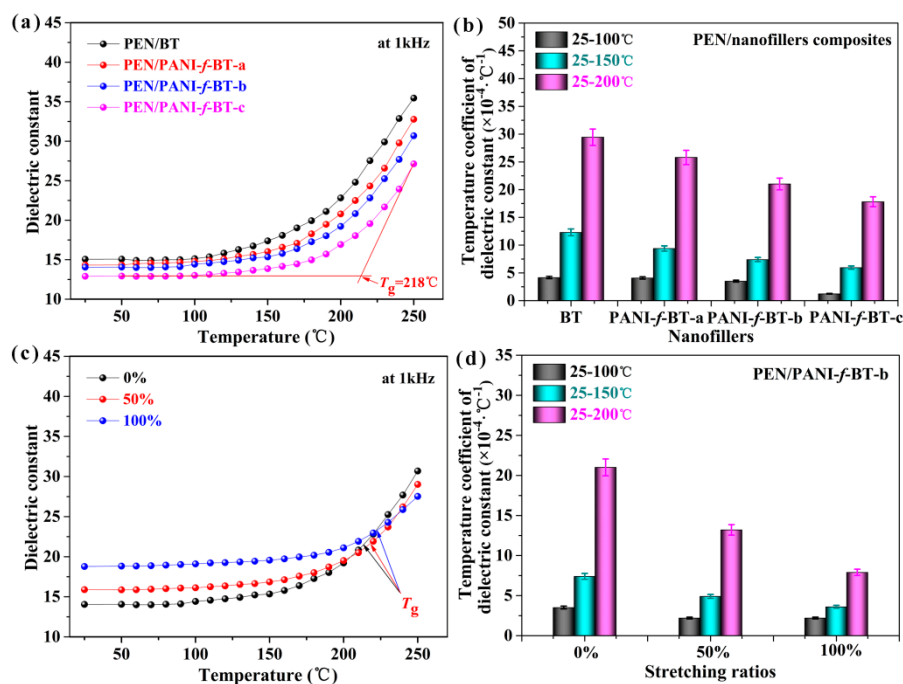 (a)
PEN/BT
PEN/PANI-f-BT-a
PEN/PANI-f-BT-b
PEN/PANI-f-BT-c
at 1kHz
Dielectric constant
45
40
35
30
25
20
15
10
Tg=218℃
50 100 150 200 250
Temperature (℃)
(b)
25-100℃
25-150℃
25-200℃
PEN/nanofillers composites
Temperature coefficient of
dielectric constant (×10⁻⁴·℃⁻¹)
50
45
40
35
30
25
20
15
10
5
0
BT PANI-f-BT-a PANI-f-BT-b PANI-f-BT-c
Nanofillers
(c)
0%
50%
100%
at 1kHz
Dielectric constant
45
40
35
30
25
20
15
10
Tg
50 100 150 200 250
Temperature (℃)
(d)
25-100℃
25-150℃
25-200℃
PEN/PANI-f-BT-b
Temperature coefficient of
dielectric constant (×10⁻⁴·℃⁻¹)
35
30
25
20
15
10
5
0
0% 50% 100%
Stretching ratios